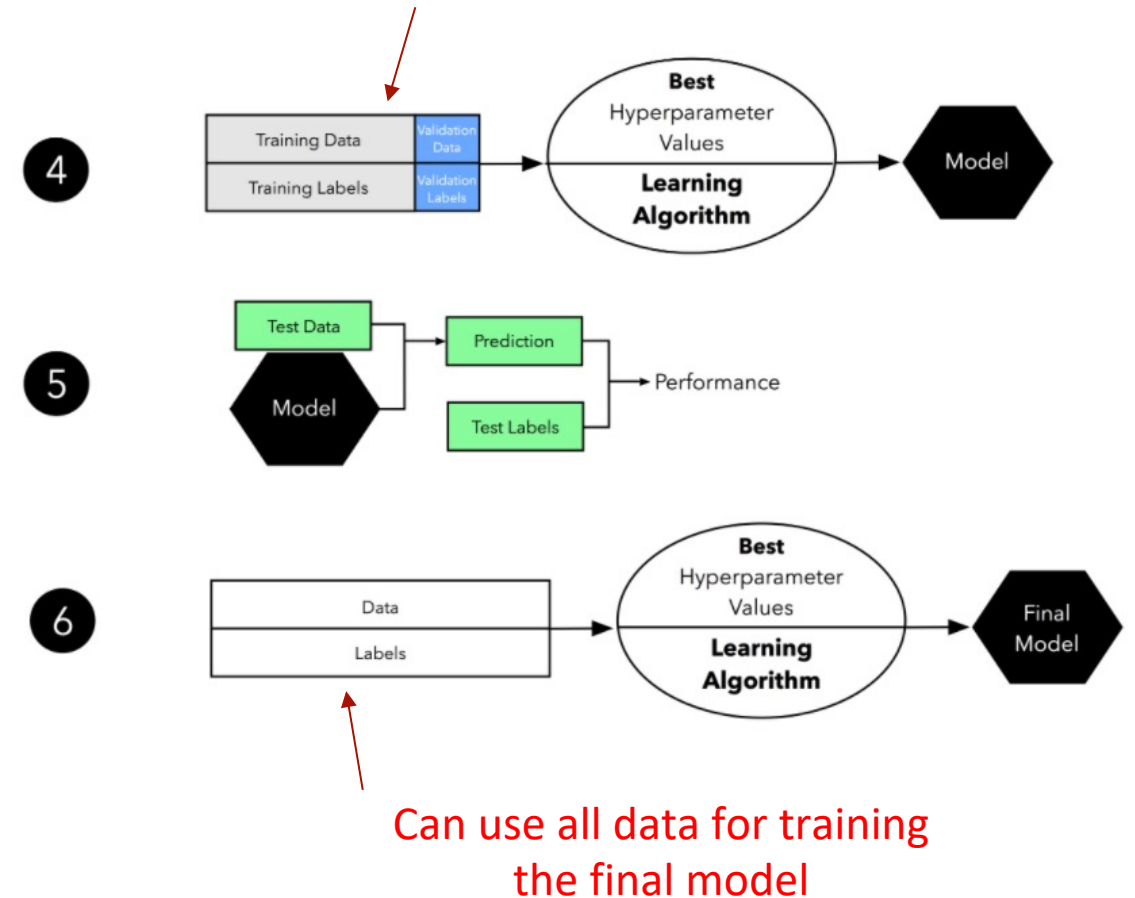 4
Training Data
Validation
Data
Training Labels
Validation
Labels
Best
Hyperparameter
Values
Learning
Algorithm
Model
5
Test Data
Model
Prediction
Test Labels
Performance
6
Data
Labels
Best
Hyperparameter
Values
Learning
Algorithm
Final
Model
Can use all data for training
the final model